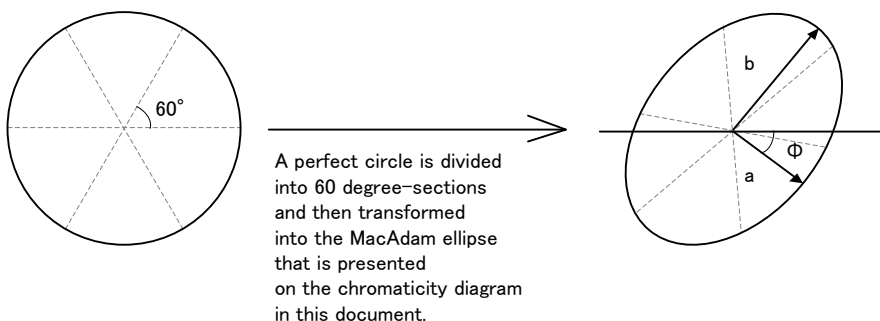 60°
A perfect circle is divided
into 60 degree-sections
and then transformed
into the MacAdam ellipse
that is presented
on the chromaticity diagram
in this document.
b
Φ
a